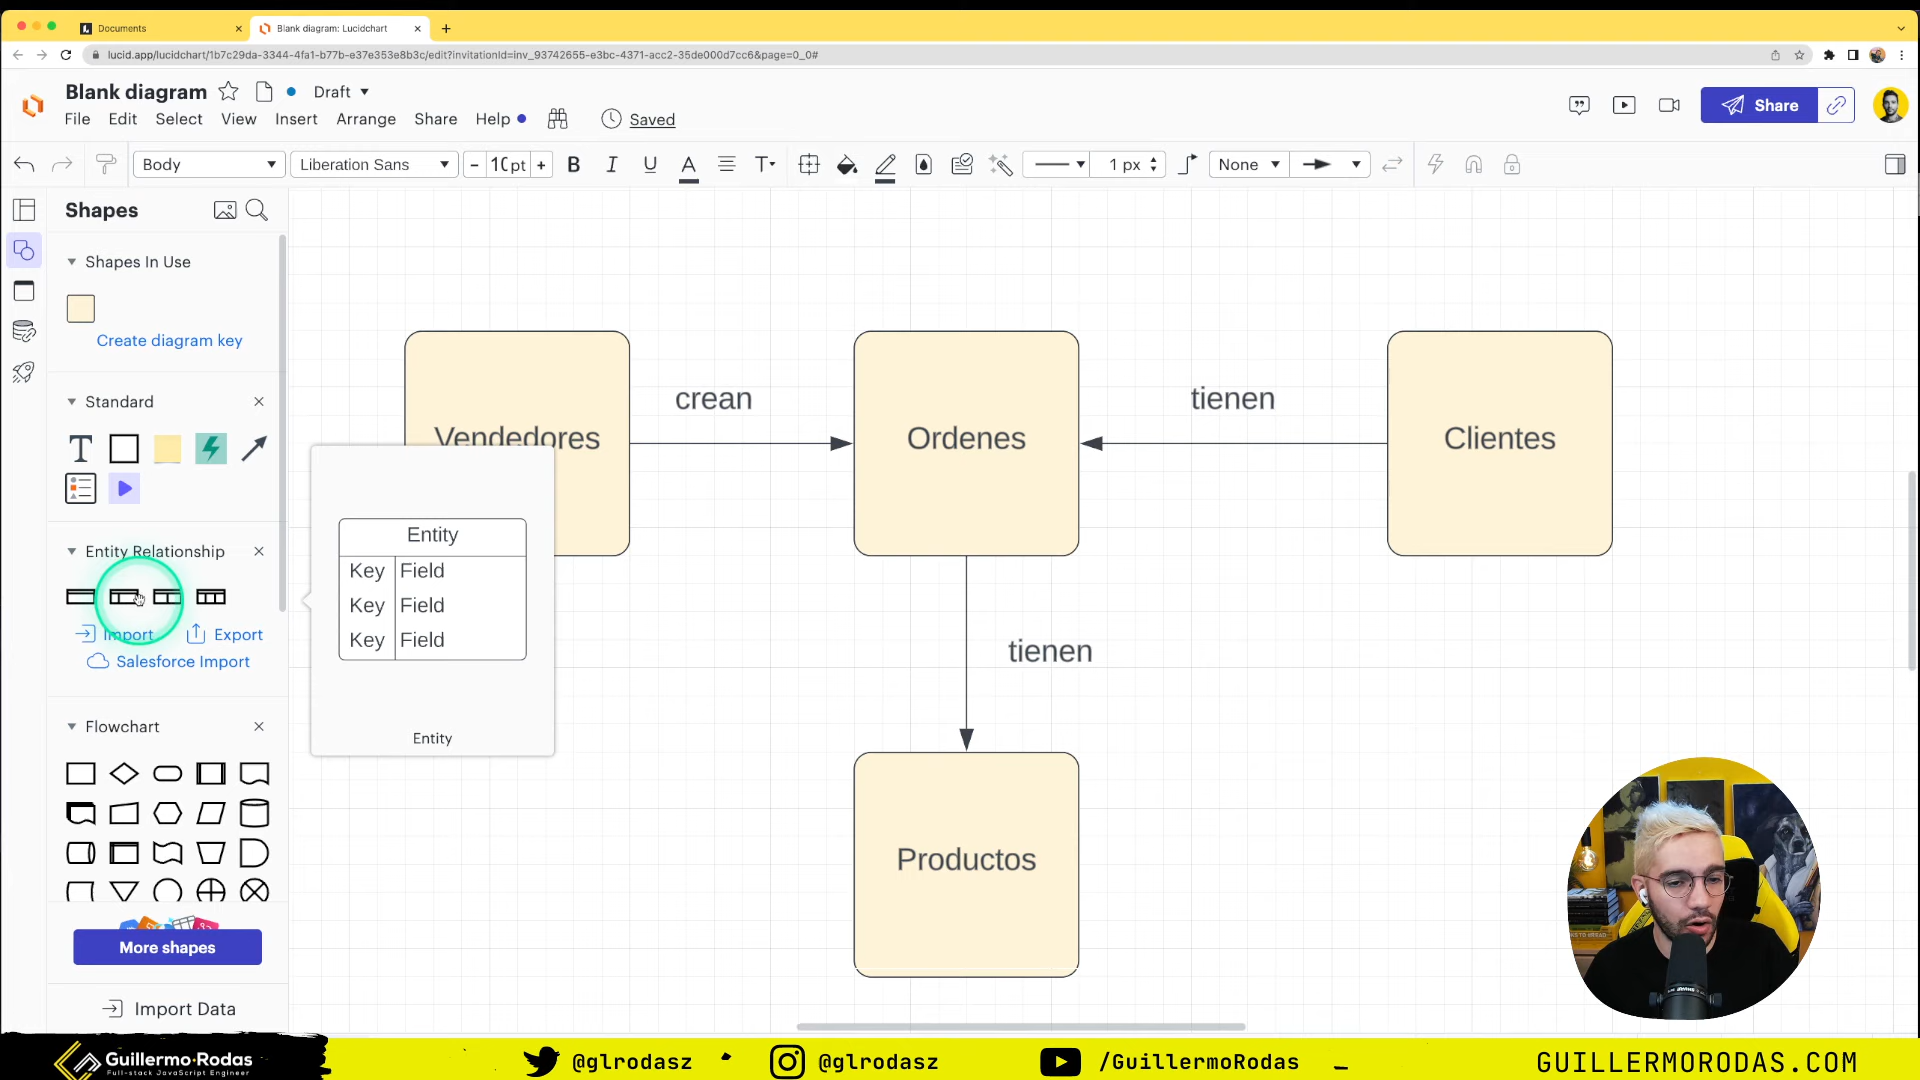 Documents
Blank diagram: Lucidchart
lucid.app/lucidchart/1b7c29da-3344-4fa1-b77b-e37e353e8b3c/edit?invitationId=inv_93742655-e3bc-4371-acc2-35de000d7cc6&page=0_0#
Blank diagram
Draft
File Edit Select View Insert Arrange Share Help
Saved
Share
Body
Liberation Sans
- 10 pt +
B I U A T
1 px
None
Shapes
Shapes In Use
Create diagram key
Standard
T
Entity Relationship
Import
Export
Salesforce Import
Flowchart
More shapes
Import Data
Entity
Key Field
Key Field
Key Field
Entity
Vendedores
crean
Ordenes
tienen
Clientes
tienen
Productos
Guillermo Rodas
Full-stack JavaScript Engineer
@glrodasz
@glrodasz
/GuillermoRodas
GUILLERMORODAS.COM